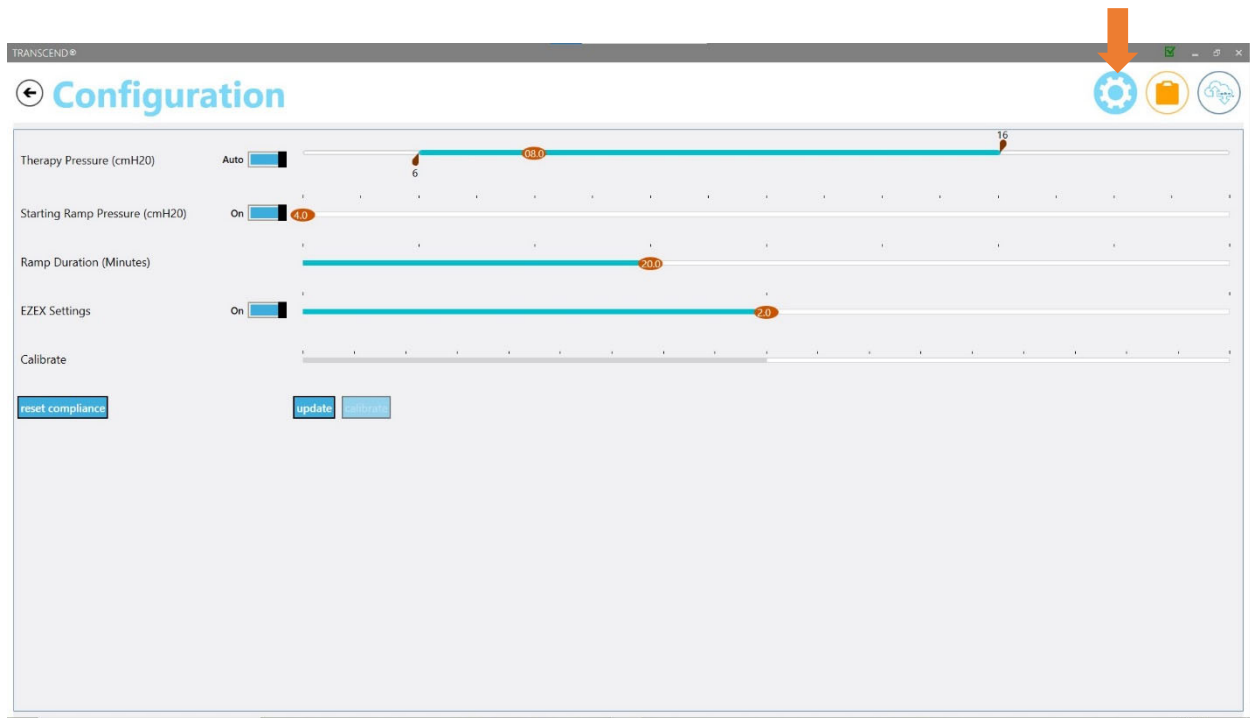 TRANSCEND®
Configuration
16
Therapy Pressure (cmH20) Auto 08.0
6
Starting Ramp Pressure (cmH20) On 4.0
Ramp Duration (Minutes) 20.0
EZEX Settings On 2.0
Calibrate
reset compliance update calibrate